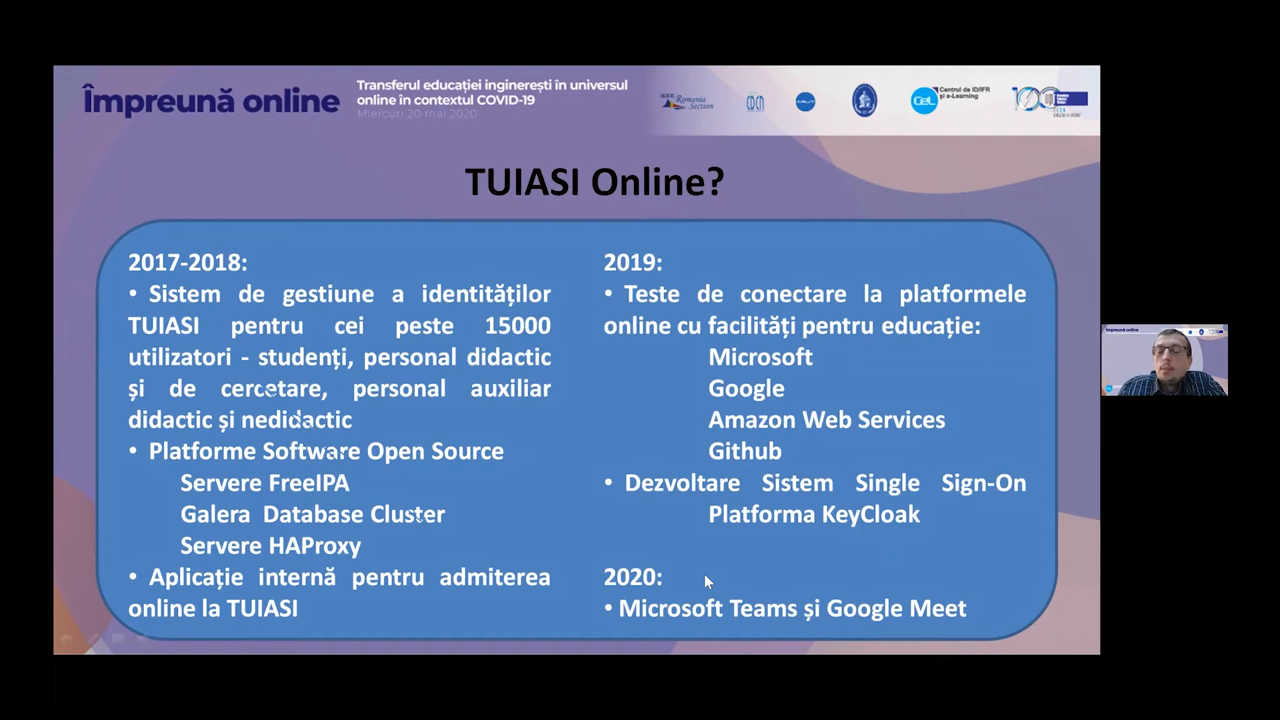 Împreună online
Transferul educației inginerești în universul
online în contextul COVID-19
Miercuri 20 mai 2020
Romania
Section
Centrul de ID/IFR
și e-Learning
CeL
100
TUIASI Online?
2017-2018:
• Sistem de gestiune a identităților
TUIASI pentru cei peste 15000
utilizatori - studenți, personal didactic
și de cercetare, personal auxiliar
didactic și nedidactic
• Platforme Software Open Source
Servere FreeIPA
Galera Database Cluster
Servere HAProxy
• Aplicație internă pentru admiterea
online la TUIASI
2019:
• Teste de conectare la platformele
online cu facilități pentru educație:
Microsoft
Google
Amazon Web Services
Github
• Dezvoltare Sistem Single Sign-On
Platforma KeyCloak
2020:
• Microsoft Teams și Google Meet
Împreună online